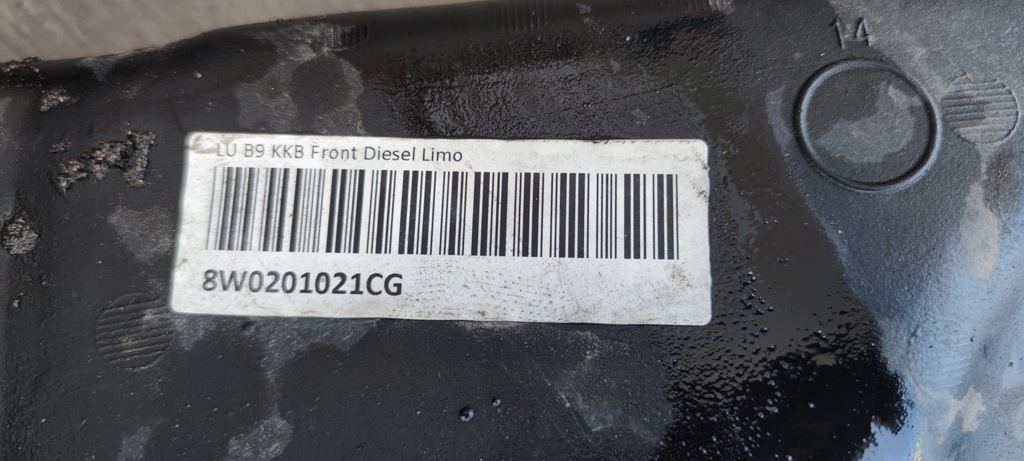 14
LU B9 KKB Front Diesel Limo
8W0201021CG